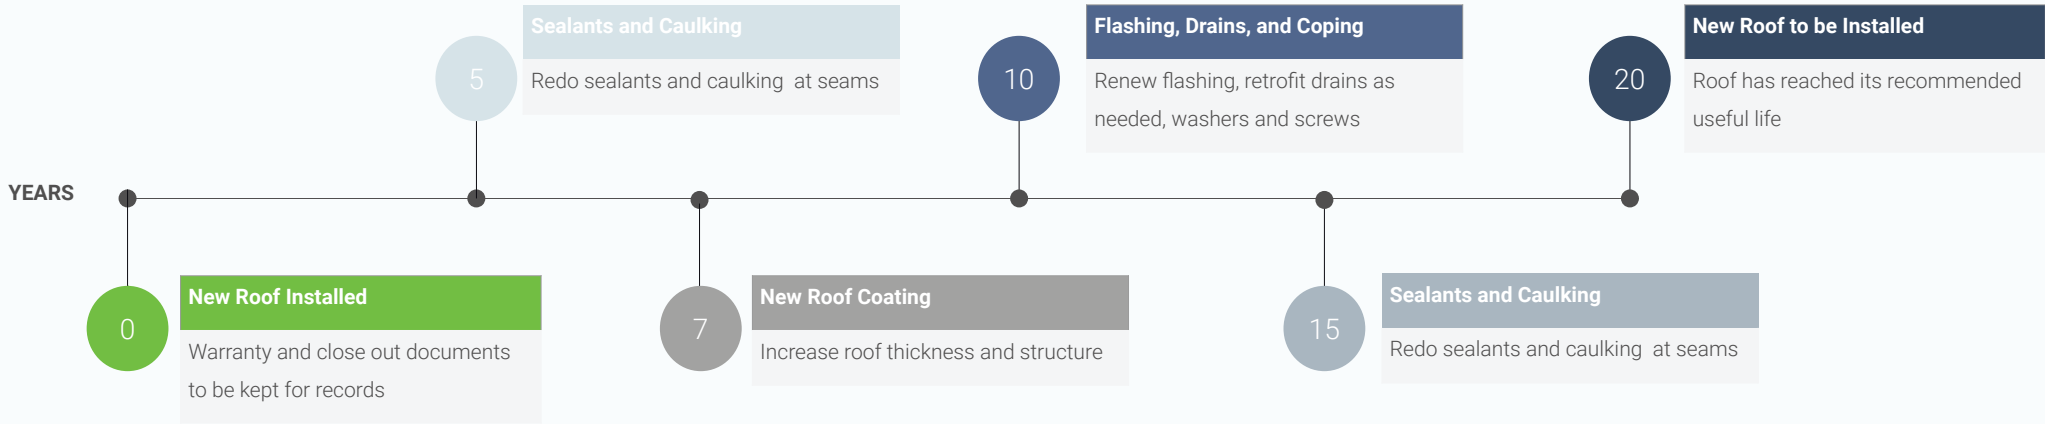 5
Sealants and Caulking
Redo sealants and caulking  at seams
10
Flashing, Drains, and Coping
Renew flashing, retrofit drains as
needed, washers and screws
20
New Roof to be Installed
Roof has reached its recommended
useful life
YEARS
0
New Roof Installed
Warranty and close out documents
to be kept for records
7
New Roof Coating
Increase roof thickness and structure
15
Sealants and Caulking
Redo sealants and caulking  at seams